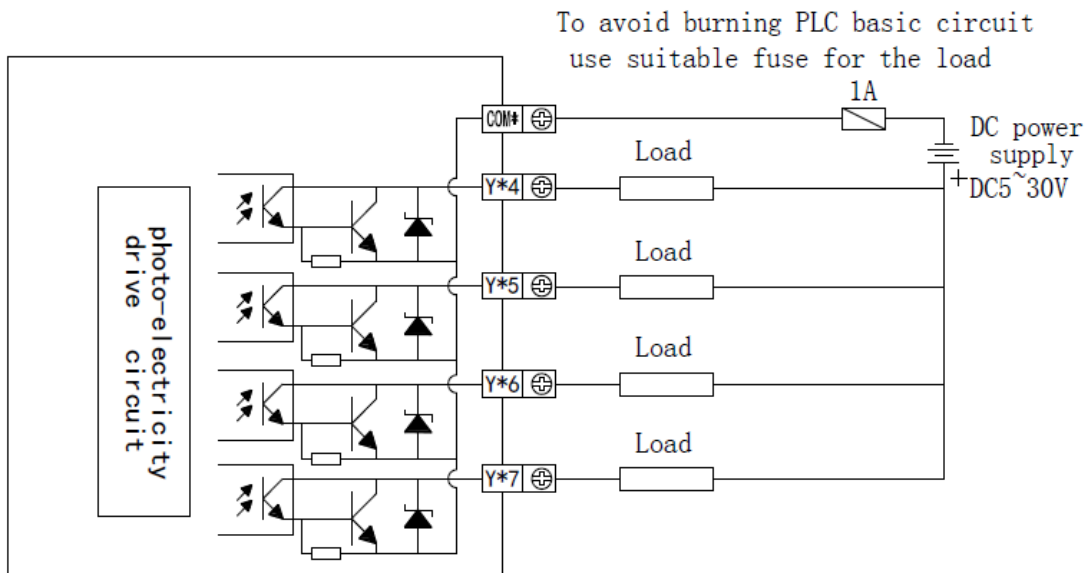 To avoid burning PLC basic circuit
use suitable fuse for the load
1A
COM#
DC power
supply
+
DC5~30V
Load
Y*4
Load
Y*5
Load
Y*6
Load
Y*7
photo-electricity
drive circuit